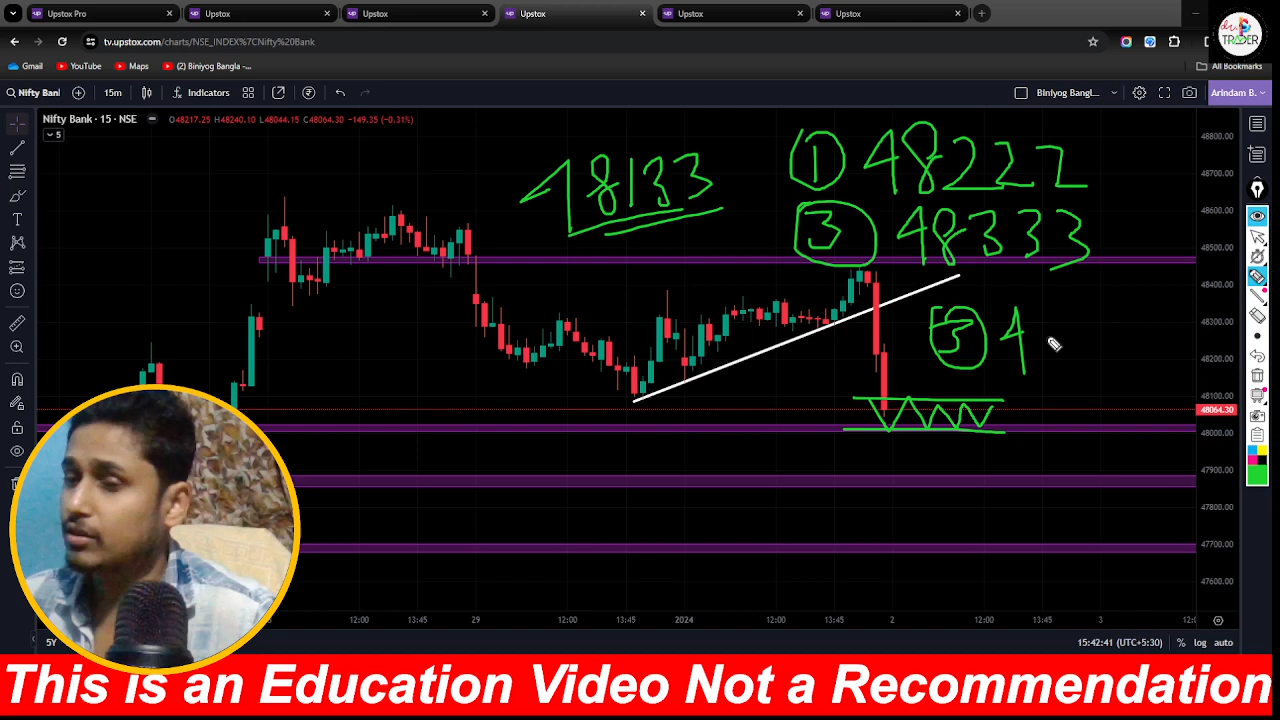 Upstox Pro
Upstox
Upstox
Upstox
Upstox
Upstox
tv.upstox.com/charts/NSE_INDEX%7CNifty%20Bank
Gmail
YouTube
Maps
(2) Biniyog Bangla -...
All Bookmarks
TRADER
Nifty Banl
15m
Indicators
Biniyog Bangl...
Arindam B.
Nifty Bank · 15 · NSE
O48217.25 H48240.10 L48044.15 C48064.30 -149.35 (-0.31%)
5
48133
1 48222
3 48333
5 4
48800.00
48700.00
48600.00
48500.00
48400.00
48300.00
48200.00
48100.00
48064.30
48000.00
47900.00
47800.00
47700.00
47600.00
12:00
13:45
29
12:00
13:45
2024
12:00
13:45
2
12:00
13:45
3
12:0
5Y
15:42:41 (UTC+5:30)
%
log
auto
This is an Education Video Not a Recommendation